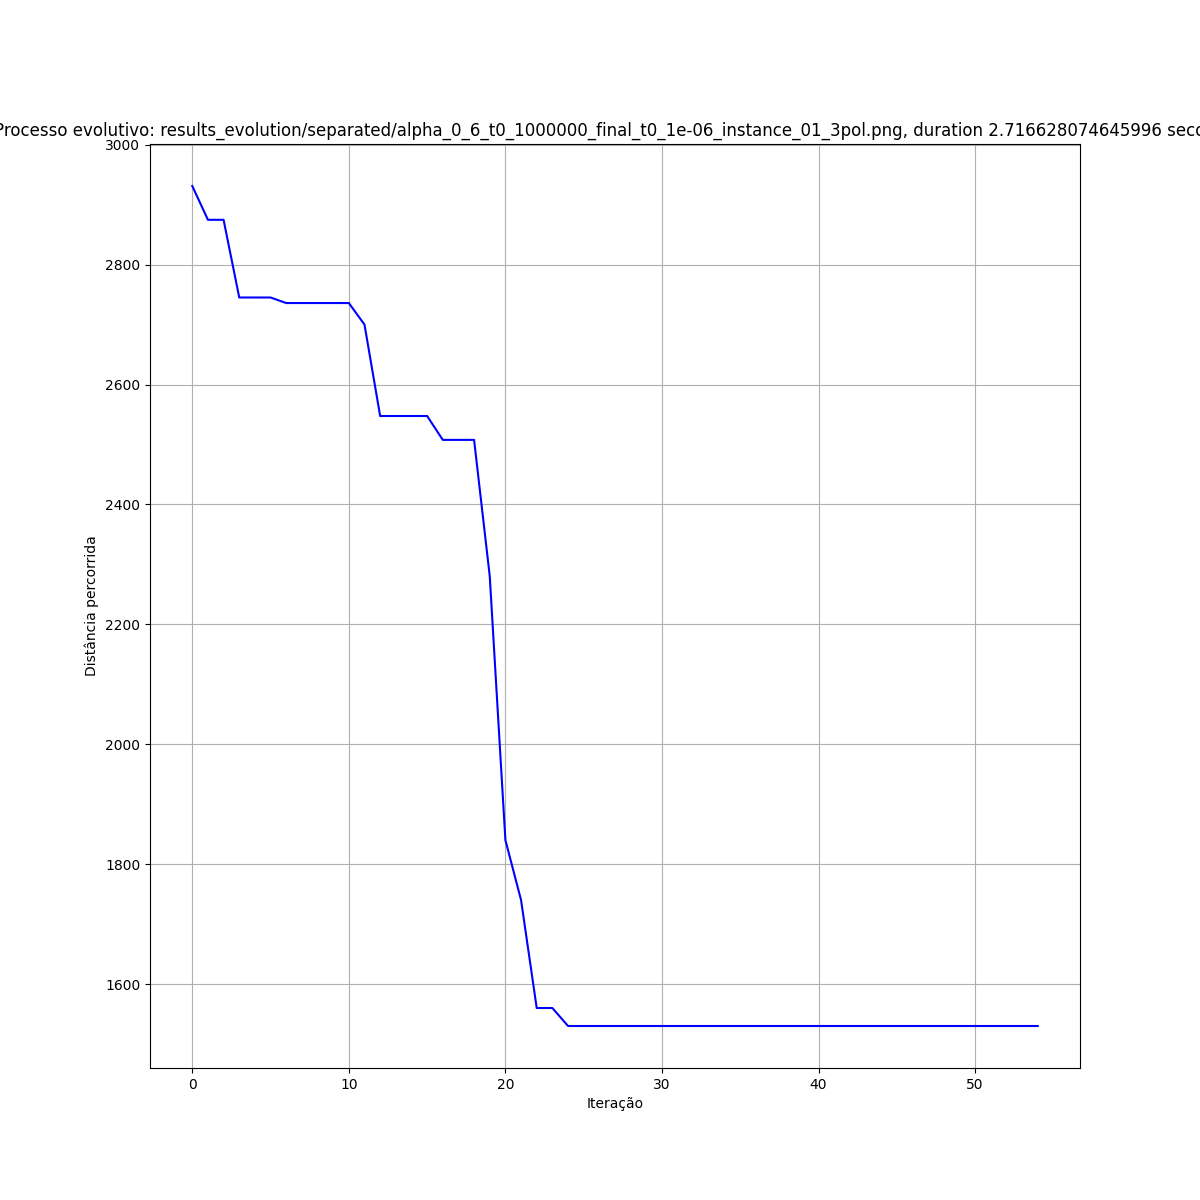 Processo evolutivo: results_evolution/separated/alpha_0_6_t0_1000000_final_t0_1e-06_instance_01_3pol.png, duration 2.716628074645996
3000
2800
2600
2400
2200
2000
1800
1600
Distância percorrida
0 10 20 30 40 50
Iteração